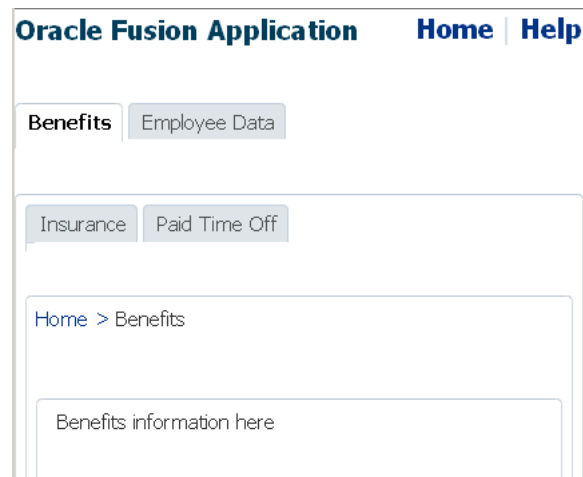 Oracle Fusion Application Home | Help
Benefits Employee Data
Insurance Paid Time Off
Home > Benefits
Benefits information here